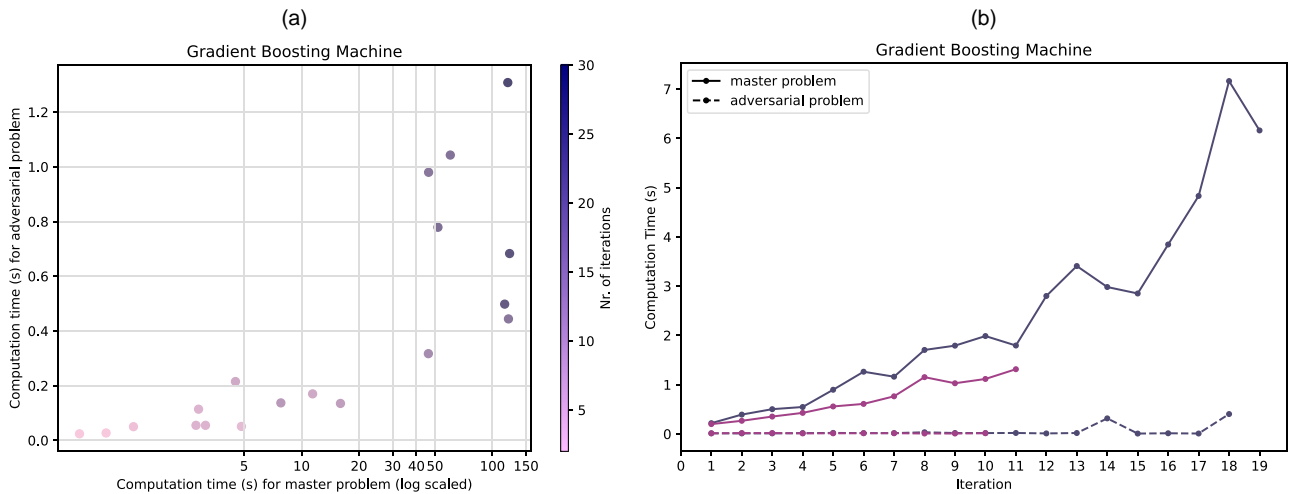 (a)
Gradient Boosting Machine
Computation time (s) for adversarial problem
1.2
1.0
0.8
0.6
0.4
0.2
0.0
5 10 20 30 40 50 100 150
Computation time (s) for master problem (log scaled)
30
25
20
15
10
5
Nr. of iterations
(b)
Gradient Boosting Machine
master problem
adversarial problem
Computation Time (s)
7
6
5
4
3
2
1
0
0 1 2 3 4 5 6 7 8 9 10 11 12 13 14 15 16 17 18 19
Iteration